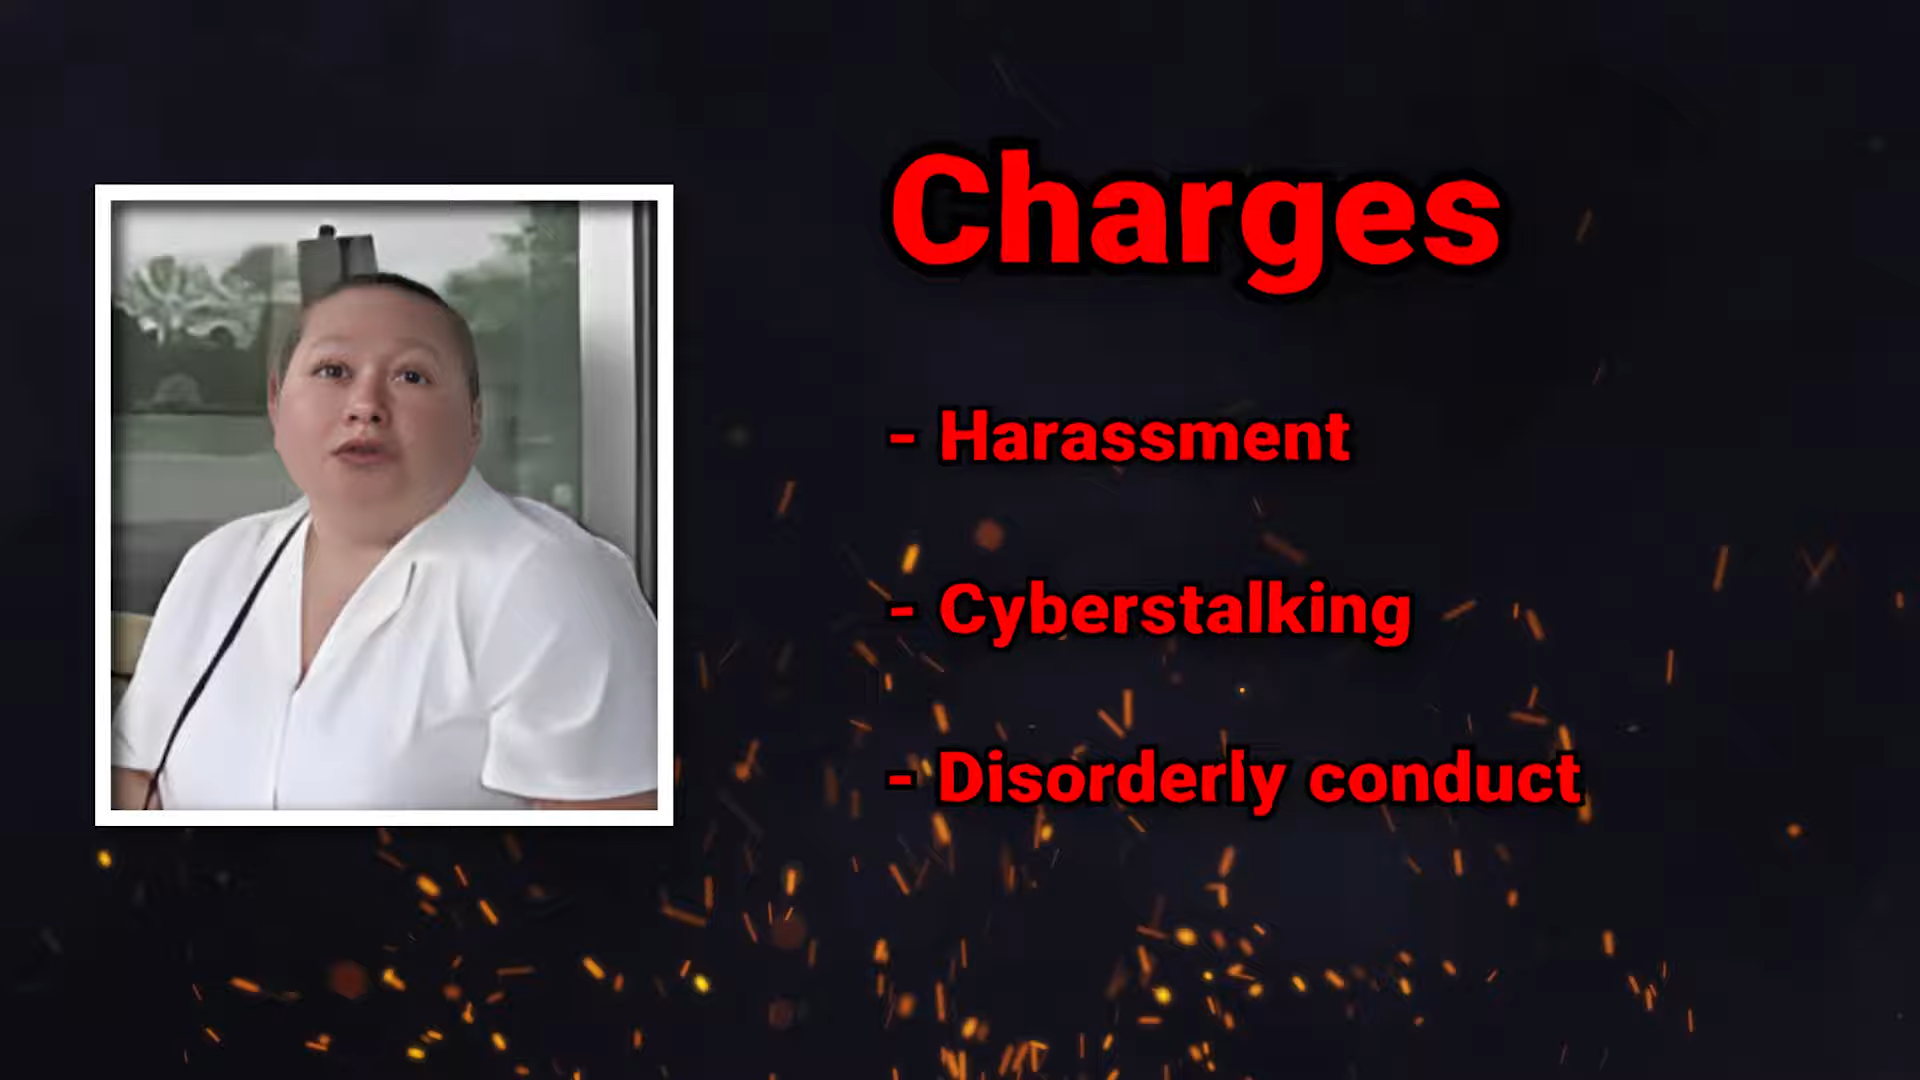 Charges
- Harassment
- Cyberstalking
- Disorderly conduct